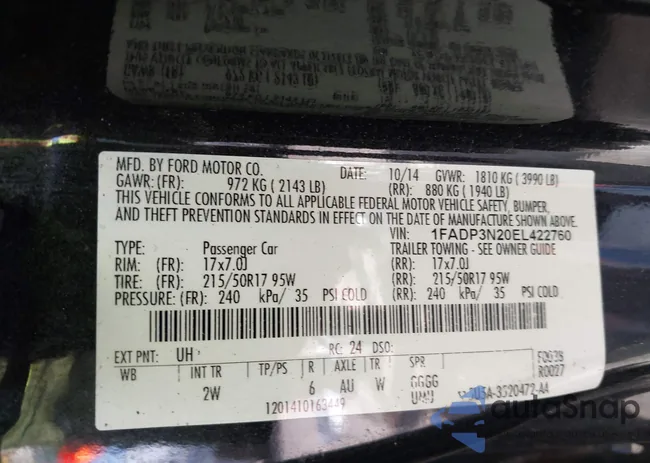 MFD. BY FORD MOTOR CO. DATE: 10/14 GVWR: 1810 KG ( 3990 LB)
GAWR: (FR): 972 KG ( 2143 LB) (RR): 880 KG ( 1940 LB)
THIS VEHICLE CONFORMS TO ALL APPLICABLE FEDERAL MOTOR VEHICLE SAFETY, BUMPER,
AND THEFT PREVENTION STANDARDS IN EFFECT ON THE DATE OF MANUFACTURE SHOWN ABOVE.
VIN: 1FADP3N20EL422760
TYPE: Passenger Car TRAILER TOWING - SEE OWNER GUIDE
RIM: (FR): 17x7.0J (RR): 17x7.0J
TIRE: (FR): 215/50R17 95W (RR): 215/50R17 95W
PRESSURE: (FR): 240 kPa/ 35 PSI COLD (RR): 240 kPa/ 35 PSI COLD
EXT PNT: UH RC: 24 DSO: F0038
WB INT TR TP/PS R AXLE TR SPR R0027
2W 6 AU W GGGG
1201410163449 UMU
autoSnap